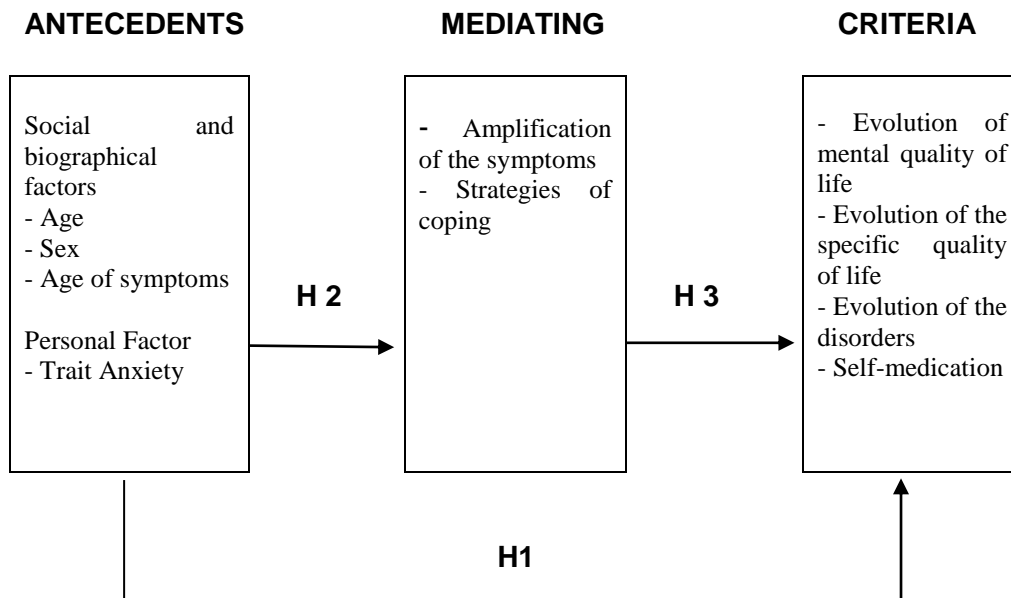 ANTECEDENTS
MEDIATING
CRITERIA
Social and
biographical
factors
- Age
- Sex
- Age of symptoms
Personal Factor
- Trait Anxiety
H 2
- Amplification
of the symptoms
- Strategies of
coping
H 3
- Evolution of
mental quality of
life
- Evolution of the
specific quality
of life
- Evolution of the
disorders
- Self-medication
H1